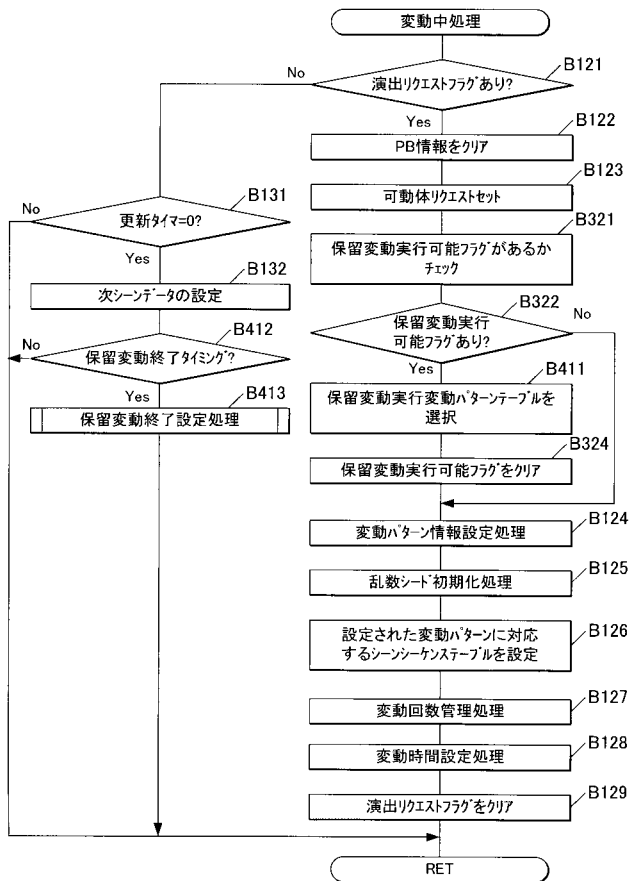 変動中処理
B121
No
演出リクエストフラグあり?
Yes
B122
PB情報をクリア
B123
可動体リクエストセット
B131
No
更新タイマ=0?
B321
保留変動実行可能フラグがあるか
チェック
Yes
B132
次シーンデータの設定
B322
保留変動実行
可能フラグあり?
No
B412
No
保留変動終了タイミング?
Yes
B411
保留変動実行変動パターンテーブルを
選択
Yes
B413
保留変動終了設定処理
B324
保留変動実行可能フラグをクリア
B124
変動パターン情報設定処理
B125
乱数シード初期化処理
B126
設定された変動パターンに対応
するシーンシーケンステーブルを設定
B127
変動回数管理処理
B128
変動時間設定処理
B129
演出リクエストフラグをクリア
RET